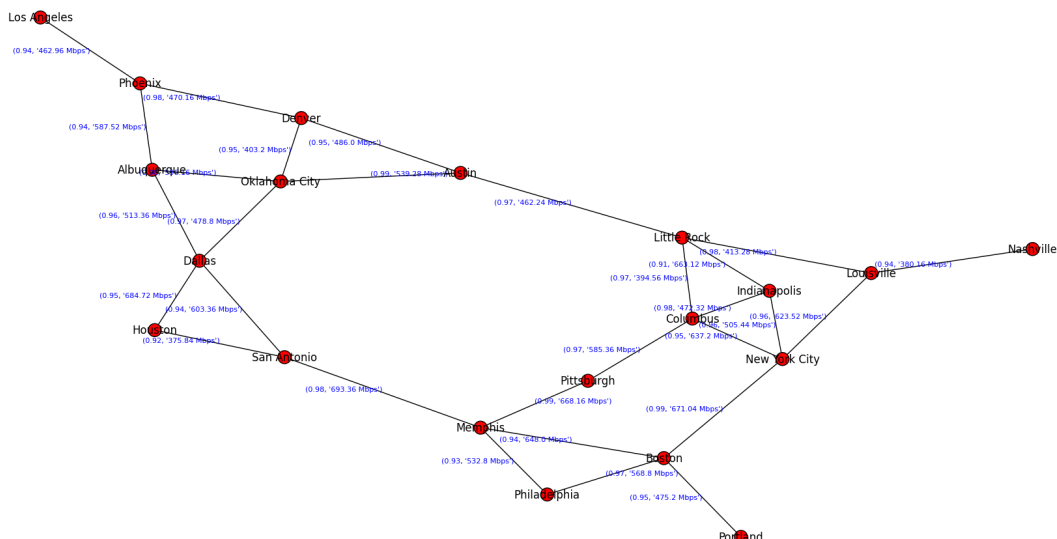 Los Angeles
(0.94, '462.96 Mbps')
Phoenix
(0.98, '470.16 Mbps')
Denver
(0.94, '587.52 Mbps')
(0.95, '403.2 Mbps')
(0.95, '486.0 Mbps')
Albuquerque
Oklahoma City
(0.99, '539.28 Mbps')
Austin
(0.97, '462.24 Mbps')
(0.96, '513.36 Mbps')
(0.97, '478.8 Mbps')
Little Rock
Nashville
(0.98, '413.28 Mbps')
(0.91, '663.12 Mbps')
(0.94, '380.16 Mbps')
Dallas
Louisville
(0.97, '394.56 Mbps')
Indianapolis
(0.95, '684.72 Mbps')
(0.94, '603.36 Mbps')
(0.98, '472.32 Mbps')
(0.96, '623.52 Mbps')
Columbus
(0.96, '505.44 Mbps')
Houston
(0.92, '375.84 Mbps')
(0.95, '637.2 Mbps')
San Antonio
New York City
(0.97, '585.36 Mbps')
Pittsburgh
(0.98, '693.36 Mbps')
(0.99, '668.16 Mbps')
(0.99, '671.04 Mbps')
Memphis
(0.94, '648.0 Mbps')
(0.93, '532.8 Mbps')
Boston
(0.97, '568.8 Mbps')
Philadelphia
(0.95, '475.2 Mbps')
Portland